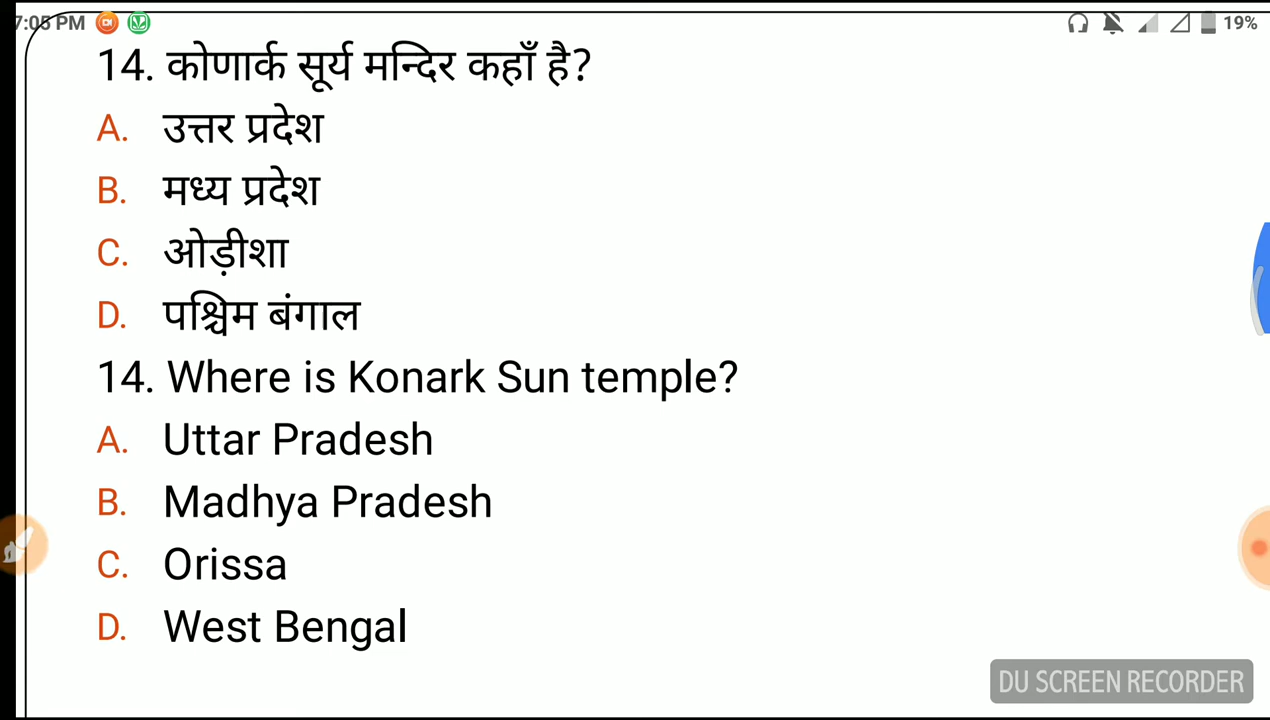 7:05 PM
19%
14. कोणार्क सूर्य मन्दिर कहाँ है?
A. उत्तर प्रदेश
B. मध्य प्रदेश
C. ओड़ीशा
D. पश्चिम बंगाल
14. Where is Konark Sun temple?
A. Uttar Pradesh
B. Madhya Pradesh
C. Orissa
D. West Bengal
DU SCREEN RECORDER